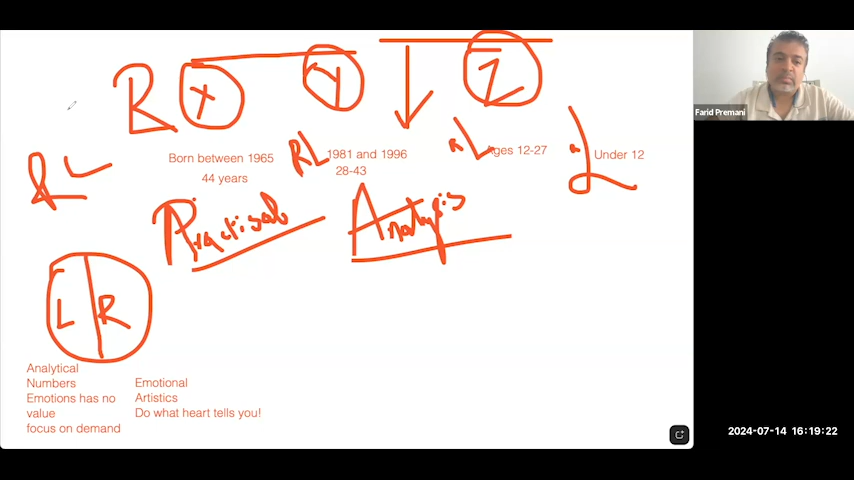 R X Y Z
Farid Premani
Born between 1965
44 years
RL 1981 and 1996
28-43
RL Ages 12-27
RL Under 12
RL
Practisal Analysis
L R
Analytical
Numbers
Emotions has no
value
focus on demand
Emotional
Artistics
Do what heart tells you!
2024-07-14 16:19:22